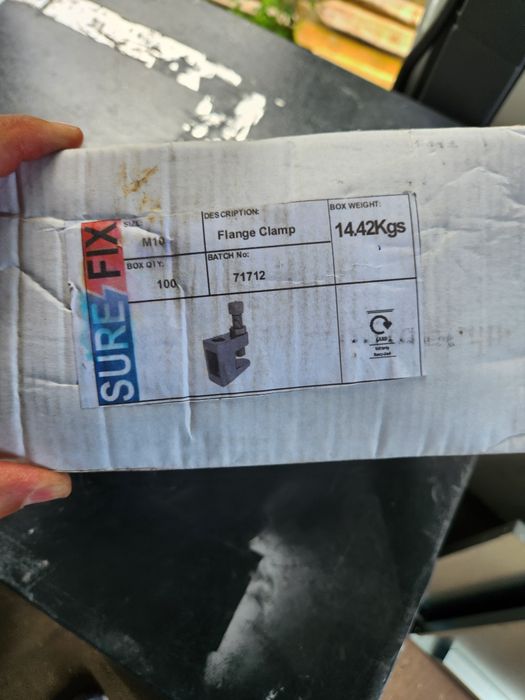 SURE FIX
SIZE:
M10
DESCRIPTION:
Flange Clamp
BOX WEIGHT:
14.42Kgs
BOX QTY:
100
BATCH No:
71712